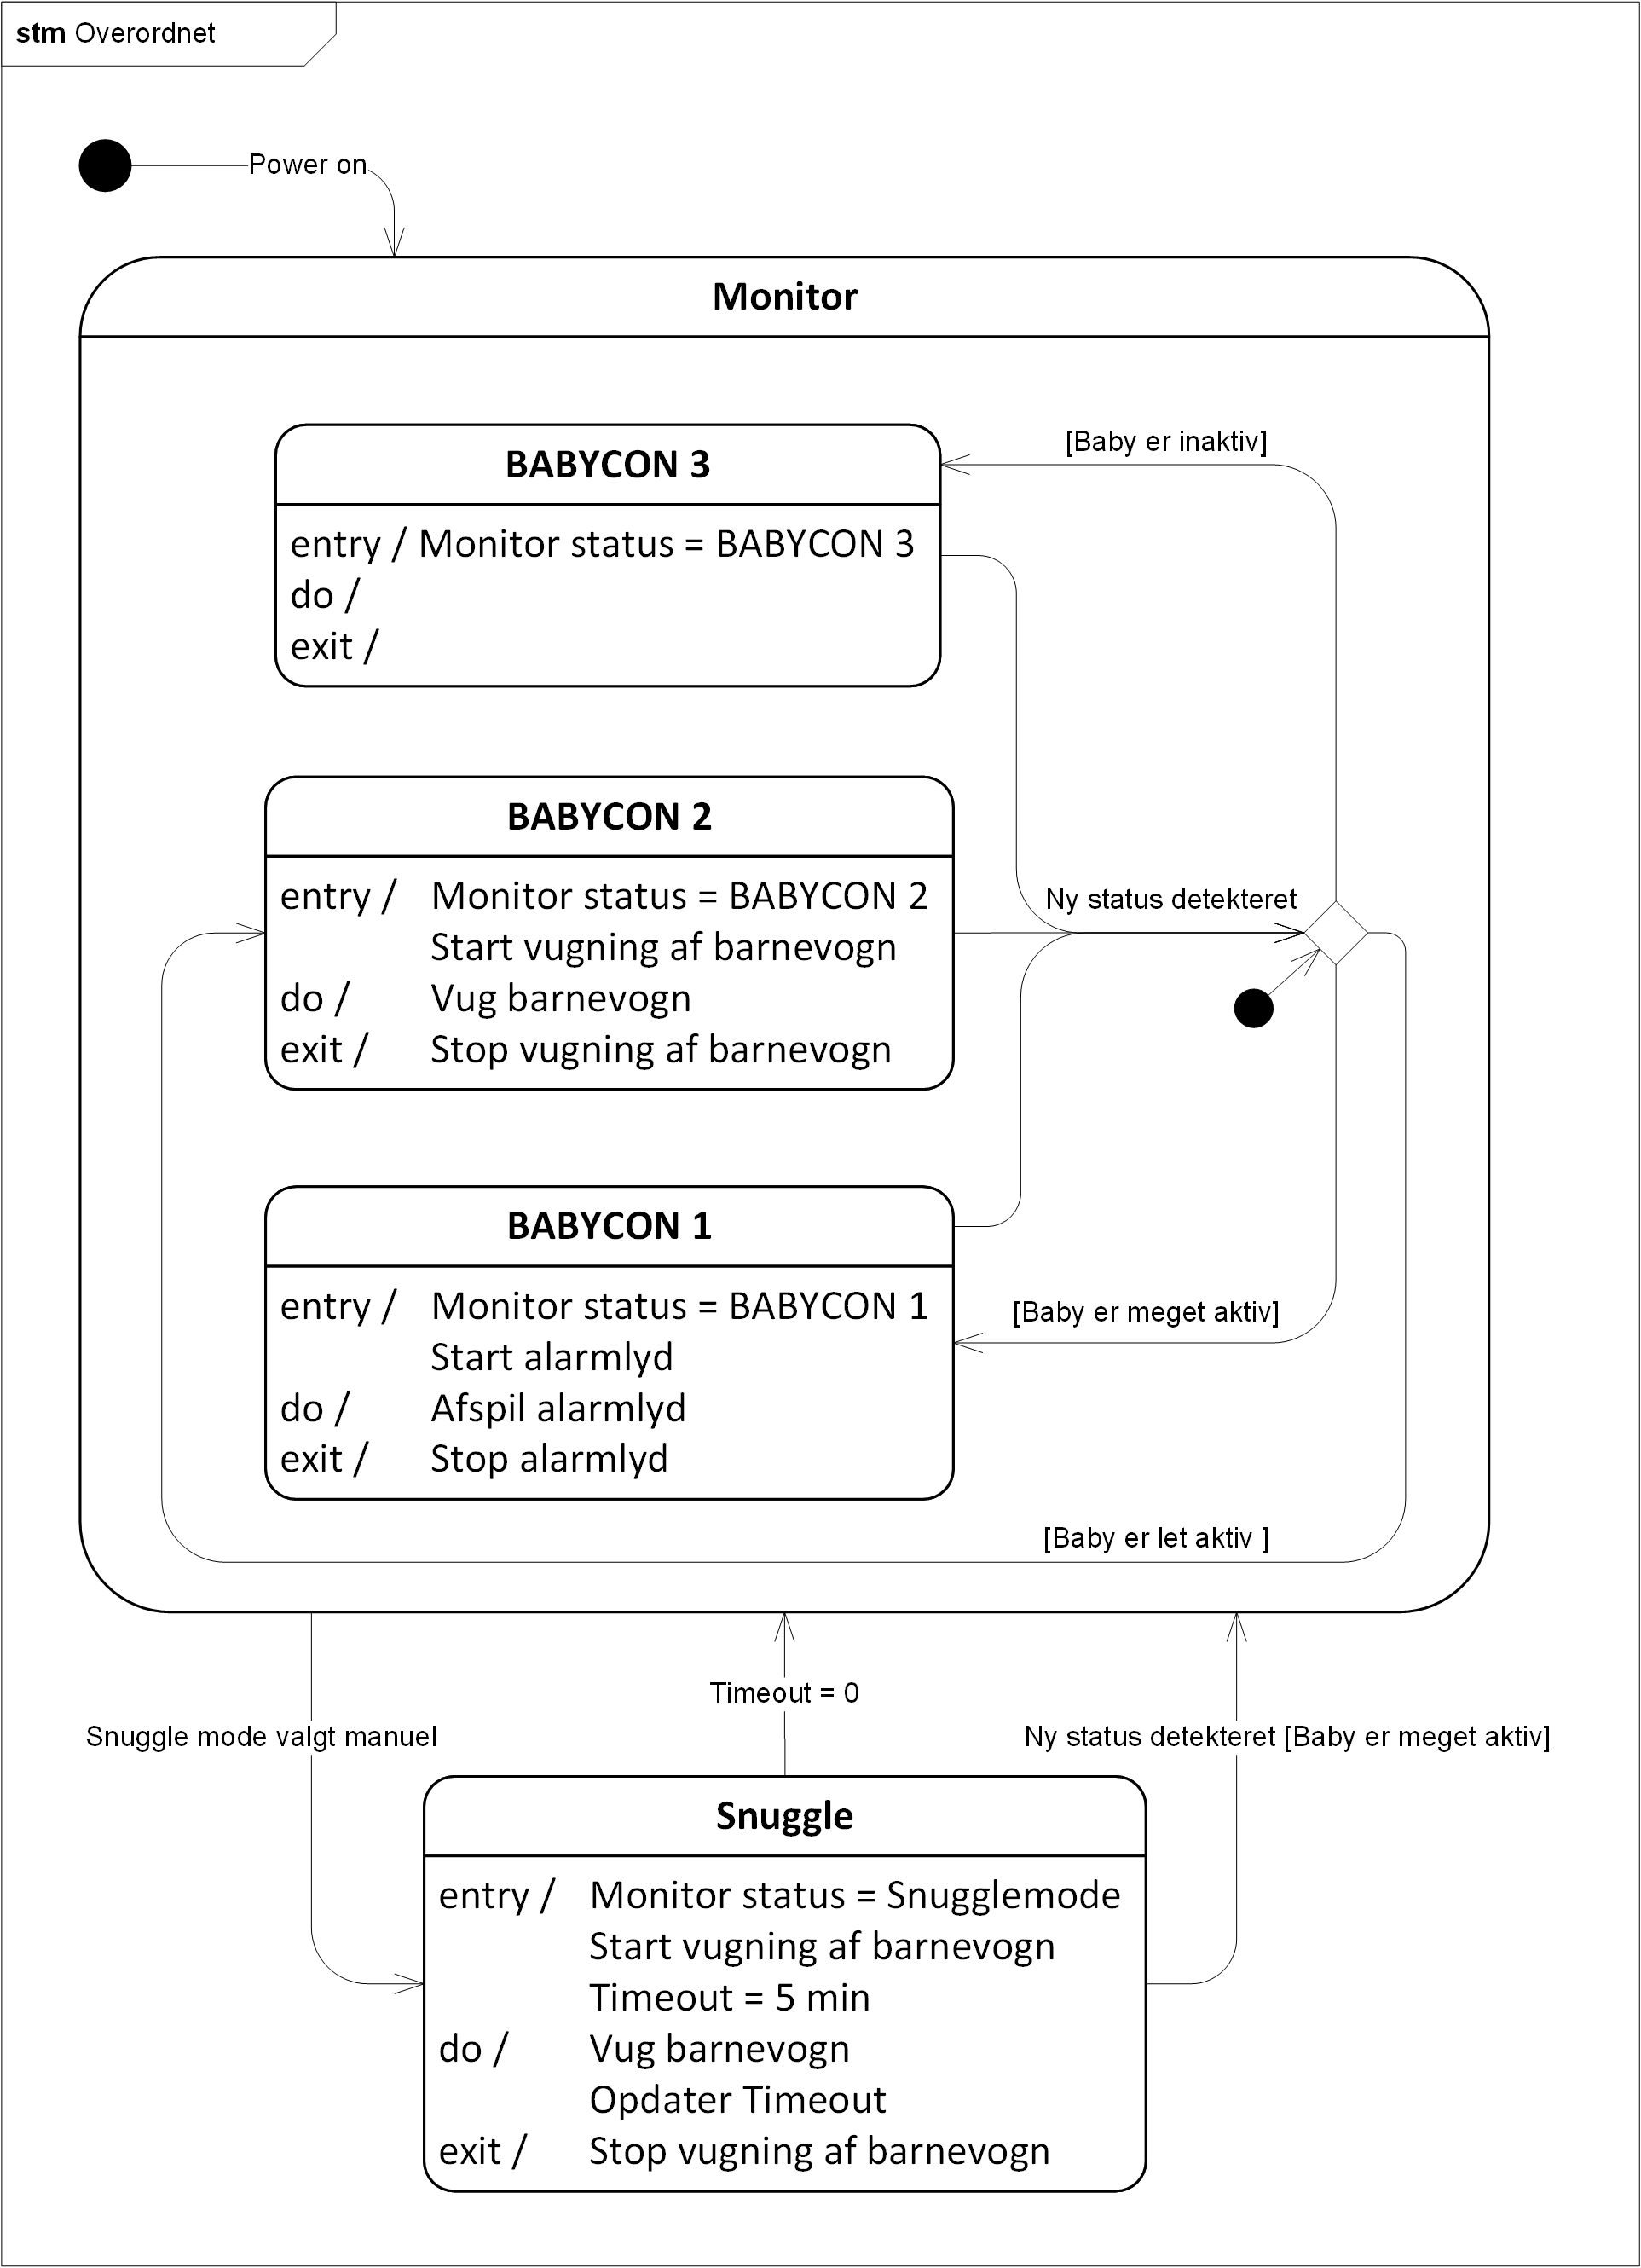 stm Overordnet
Power on
Monitor
[Baby er inaktiv]
BABYCON 3
entry / Monitor status = BABYCON 3
do /
exit /
BABYCON 2
entry / Monitor status = BABYCON 2
Start vugning af barnevogn
do / Vug barnevogn
exit / Stop vugning af barnevogn
Ny status detekteret
BABYCON 1
entry / Monitor status = BABYCON 1
Start alarmlyd
do / Afspil alarmlyd
exit / Stop alarmlyd
[Baby er meget aktiv]
[Baby er let aktiv ]
Timeout = 0
Snuggle mode valgt manuel
Ny status detekteret [Baby er meget aktiv]
Snuggle
entry / Monitor status = Snugglemode
Start vugning af barnevogn
Timeout = 5 min
do / Vug barnevogn
Opdater Timeout
exit / Stop vugning af barnevogn